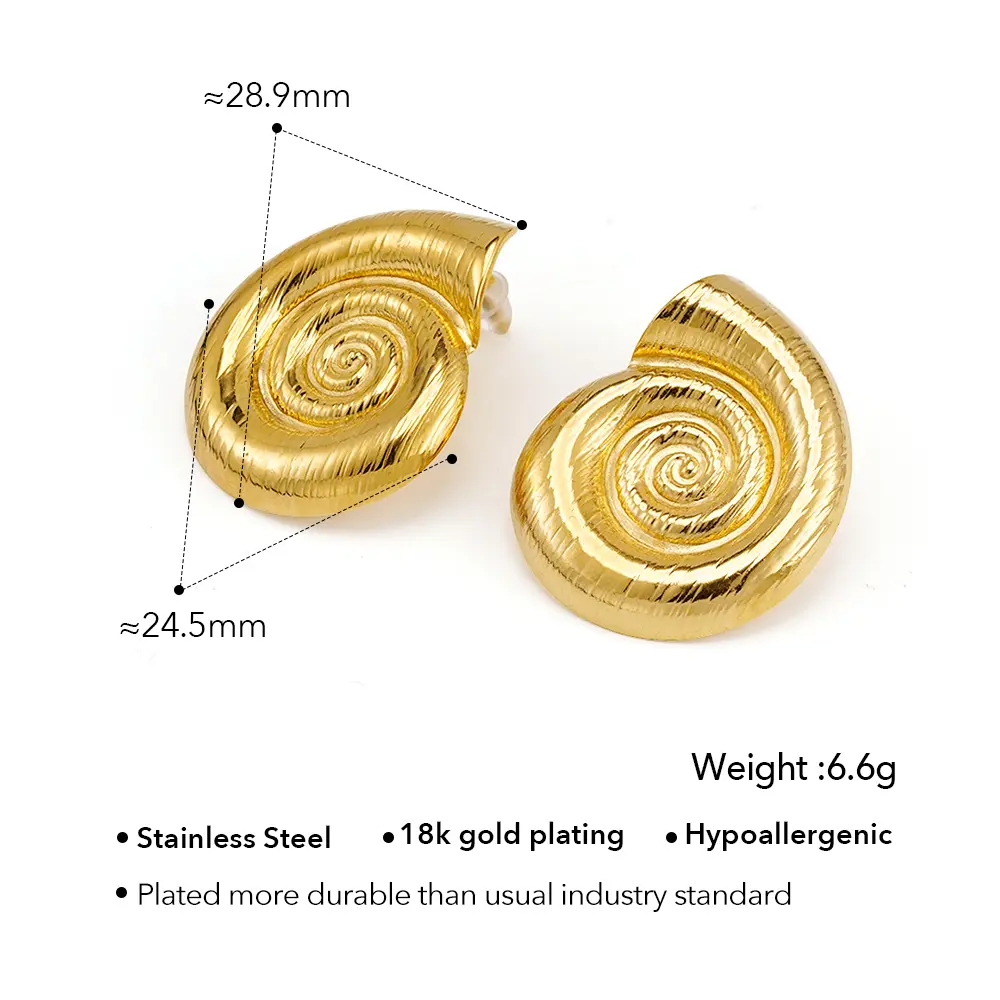 ≈28.9mm
≈24.5mm
Weight :6.6g
• Stainless Steel •18k gold plating •Hypoallergenic
• Plated more durable than usual industry standard